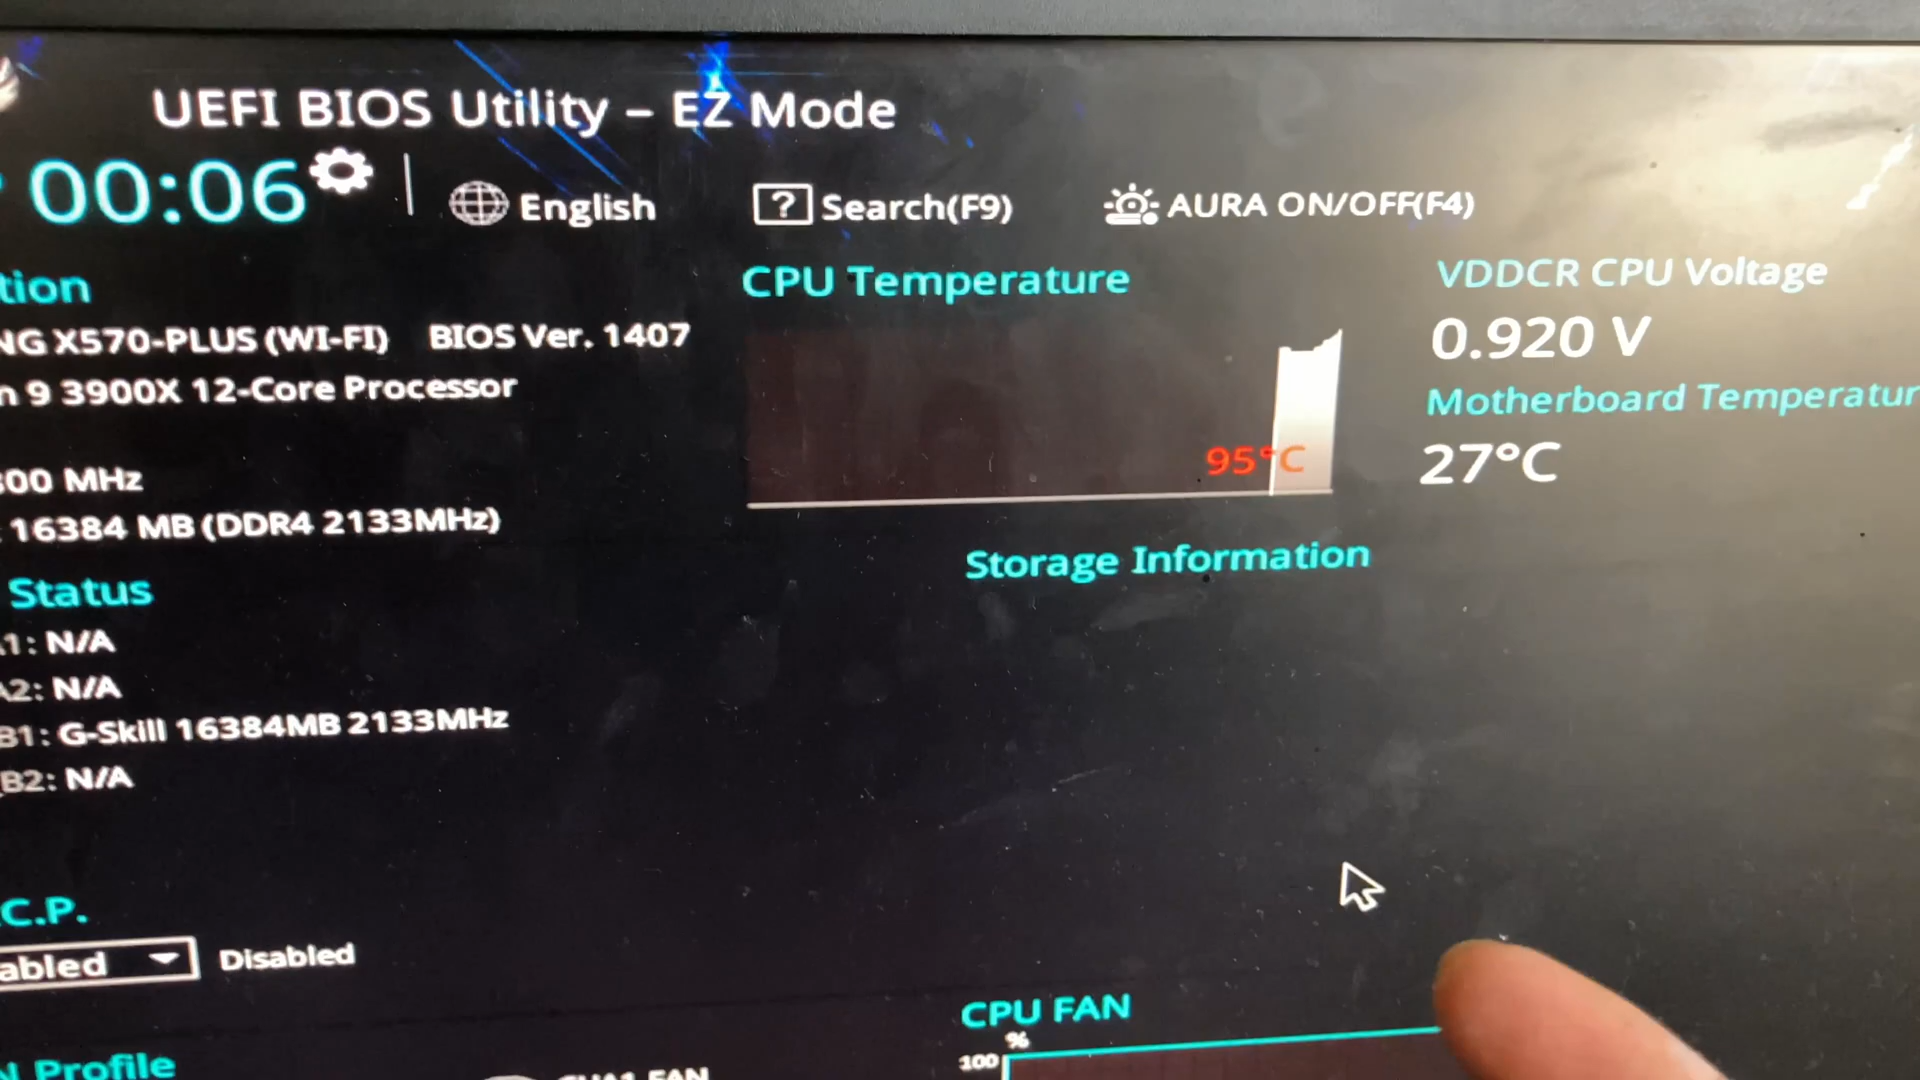 UEFI BIOS Utility – EZ Mode
00:06
English
Search(F9)
AURA ON/OFF(F4)
tion
NG X570-PLUS (WI-FI) BIOS Ver. 1407
n 9 3900X 12-Core Processor
00 MHz
16384 MB (DDR4 2133MHz)
CPU Temperature
95°C
VDDCR CPU Voltage
0.920 V
Motherboard Temperatur
27°C
Status
1: N/A
A2: N/A
B1: G-Skill 16384MB 2133MHz
B2: N/A
Storage Information
C.P.
abled
Disabled
CPU FAN
%
100
Profile
FAN